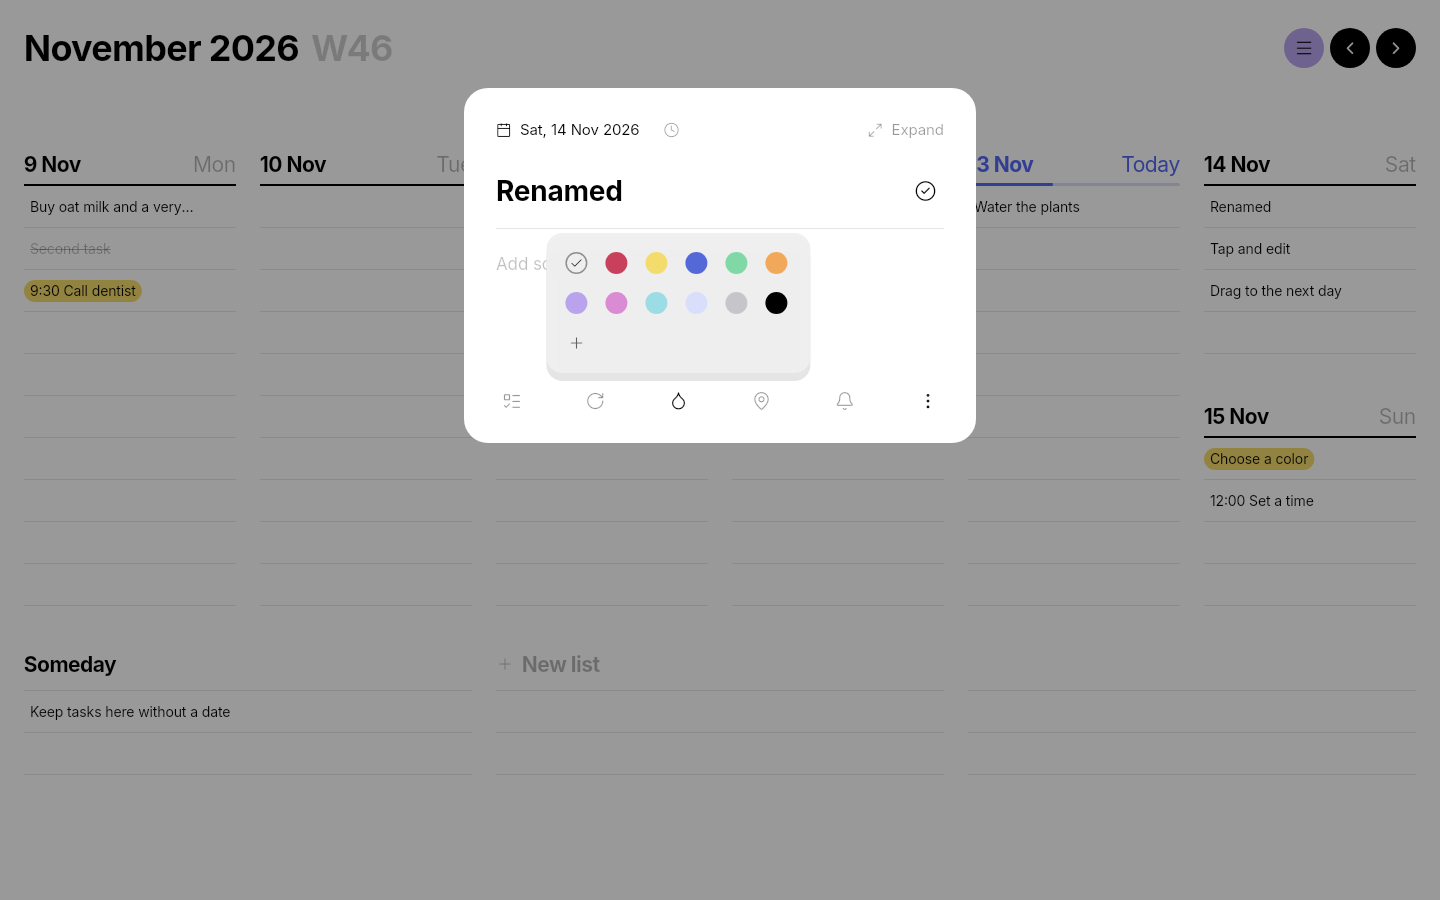 November 2026 W46
Sat, 14 Nov 2026
Expand
Renamed
Add so
9 Nov Mon
Buy oat milk and a very...
Second task
9:30 Call dentist
10 Nov Tue
3 Nov Today
Water the plants
14 Nov Sat
Renamed
Tap and edit
Drag to the next day
15 Nov Sun
Choose a color
12:00 Set a time
Someday
Keep tasks here without a date
New list